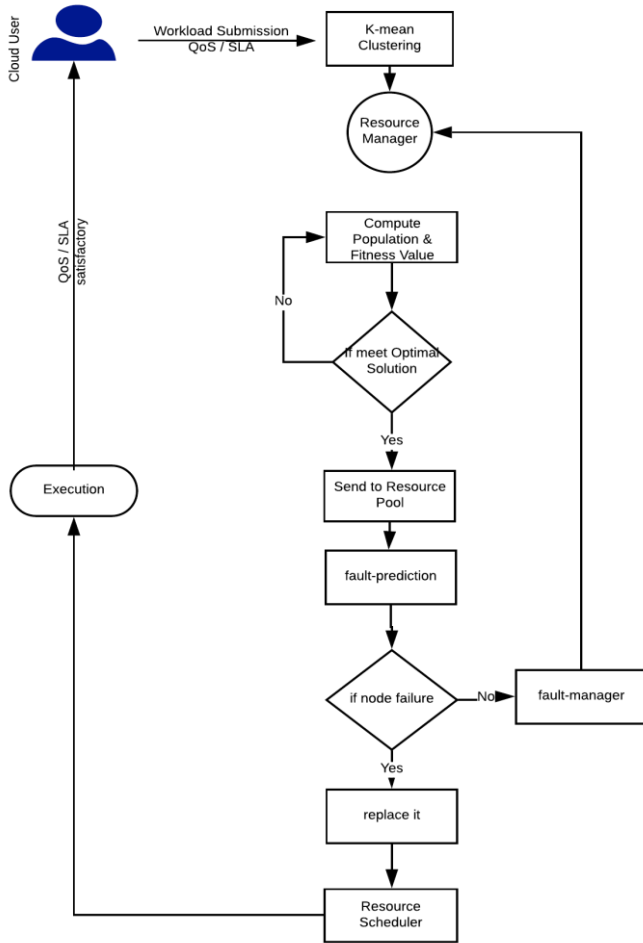 Cloud User
Workload Submission
QoS / SLA
K-mean
Clustering
Resource
Manager
Compute
Population &
Fitness Value
No
If meet Optimal
Solution
Yes
Send to Resource
Pool
fault-prediction
if node failure
No
fault-manager
Yes
replace it
Resource
Scheduler
Execution
QoS / SLA
satisfactory